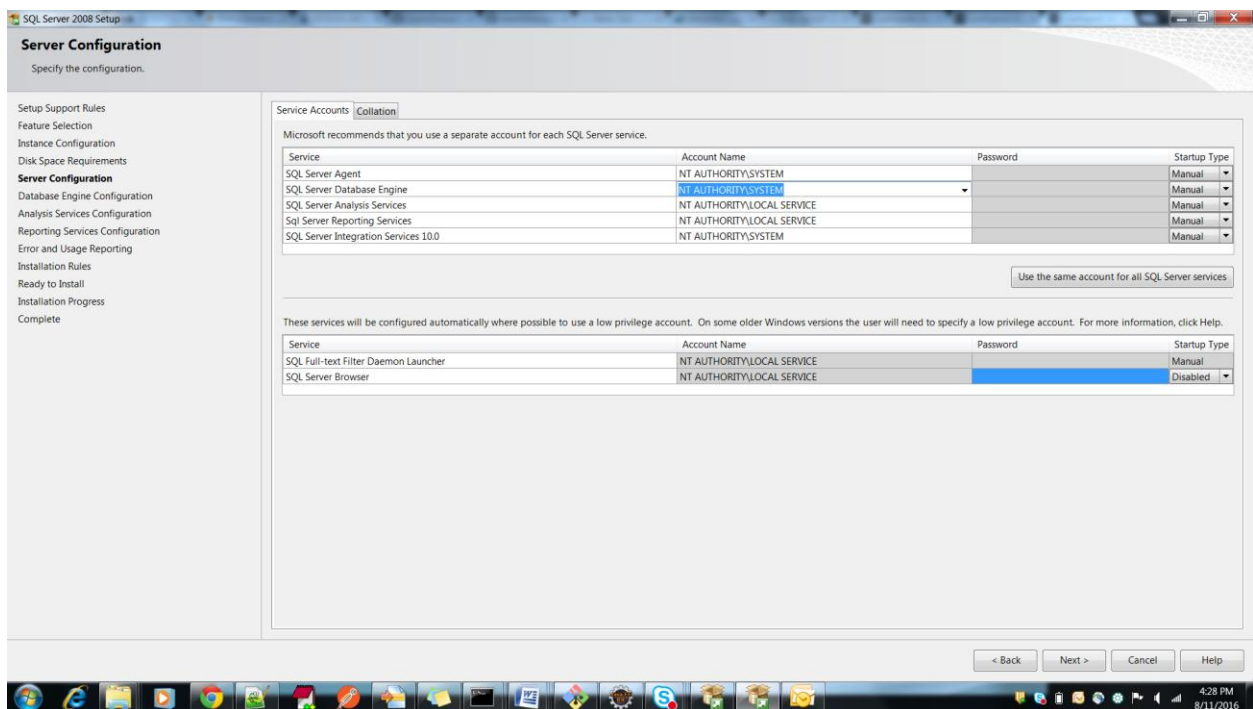 SQL Server 2008 Setup
Server Configuration
Specify the configuration.
Setup Support Rules
Feature Selection
Instance Configuration
Disk Space Requirements
Server Configuration
Database Engine Configuration
Analysis Services Configuration
Reporting Services Configuration
Error and Usage Reporting
Installation Rules
Ready to Install
Installation Progress
Complete
Service Accounts Collation
Microsoft recommends that you use a separate account for each SQL Server service.
Service Account Name Password Startup Type
SQL Server Agent NT AUTHORITY\SYSTEM Manual
SQL Server Database Engine NT AUTHORITY\SYSTEM Manual
SQL Server Analysis Services NT AUTHORITY\LOCAL SERVICE Manual
Sql Server Reporting Services NT AUTHORITY\LOCAL SERVICE Manual
SQL Server Integration Services 10.0 NT AUTHORITY\SYSTEM Manual
Use the same account for all SQL Server services
These services will be configured automatically where possible to use a low privilege account. On some older Windows versions the user will need to specify a low privilege account. For more information, click Help.
Service Account Name Password Startup Type
SQL Full-text Filter Daemon Launcher NT AUTHORITY\LOCAL SERVICE Manual
SQL Server Browser NT AUTHORITY\LOCAL SERVICE Disabled
< Back Next > Cancel Help
4:28 PM
8/11/2016